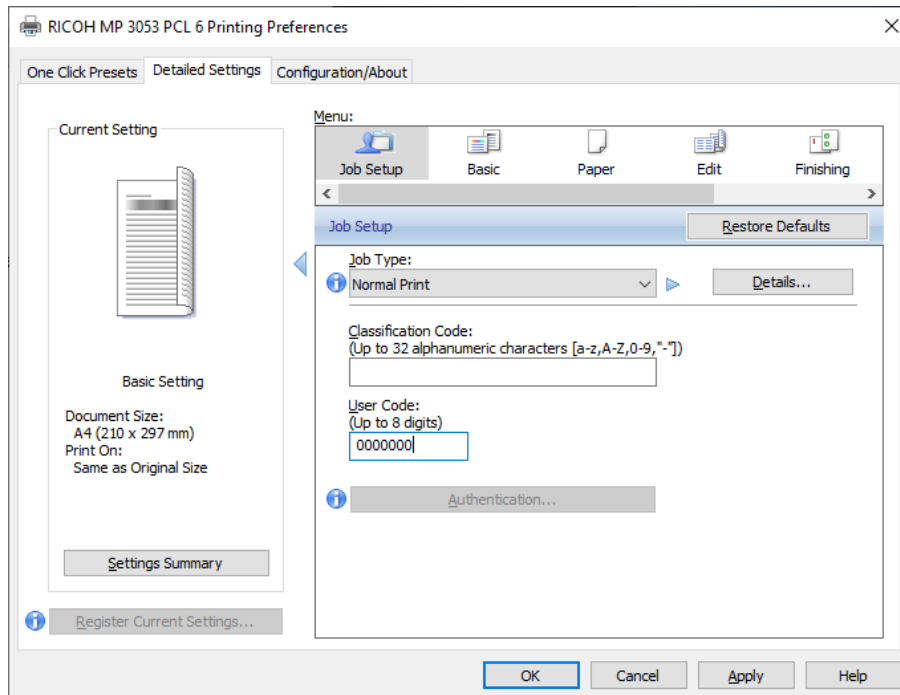 RICOH MP 3053 PCL 6 Printing Preferences
One Click Presets
Detailed Settings
Configuration/About
Current Setting
Basic Setting
Document Size:
A4 (210 x 297 mm)
Print On:
Same as Original Size
Settings Summary
Register Current Settings...
Menu:
Job Setup
Basic
Paper
Edit
Finishing
Job Setup
Restore Defaults
Job Type:
Normal Print
Details...
Classification Code:
(Up to 32 alphanumeric characters [a-z,A-Z,0-9,"-"])
User Code:
(Up to 8 digits)
0000000
Authentication...
OK
Cancel
Apply
Help